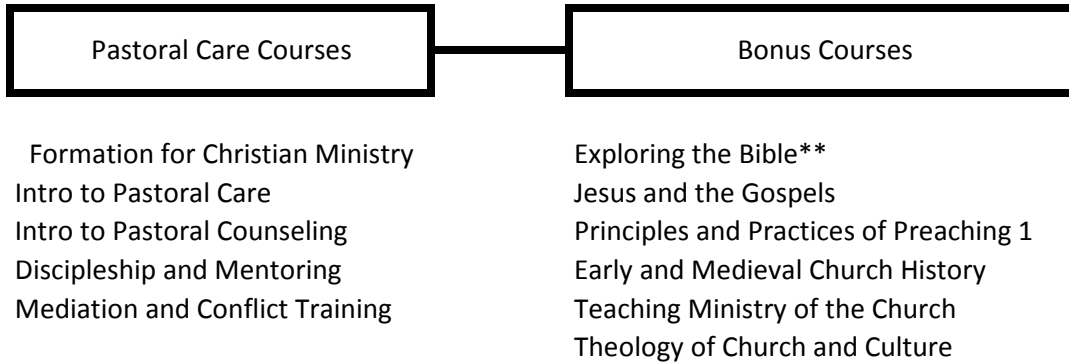 Pastoral Care Courses
Formation for Christian Ministry
Intro to Pastoral Care
Intro to Pastoral Counseling
Discipleship and Mentoring
Mediation and Conflict Training
Bonus Courses
Exploring the Bible**
Jesus and the Gospels
Principles and Practices of Preaching 1
Early and Medieval Church History
Teaching Ministry of the Church
Theology of Church and Culture